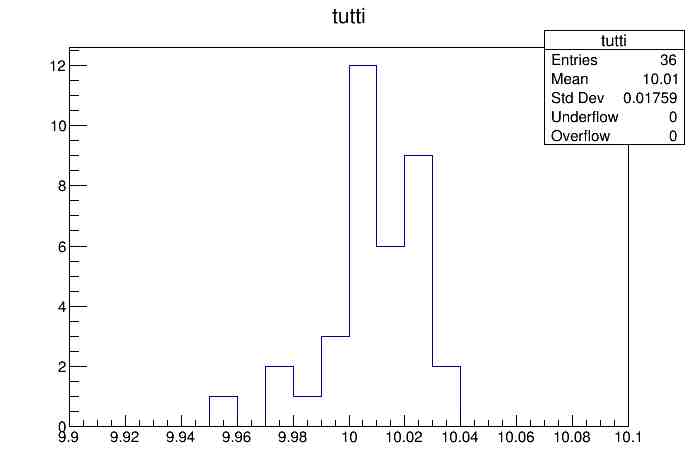 tutti
tutti
Entries 36
Mean 10.01
Std Dev 0.01759
Underflow 0
Overflow 0
12
10
8
6
4
2
0
9.9 9.92 9.94 9.96 9.98 10 10.02 10.04 10.06 10.08 10.1